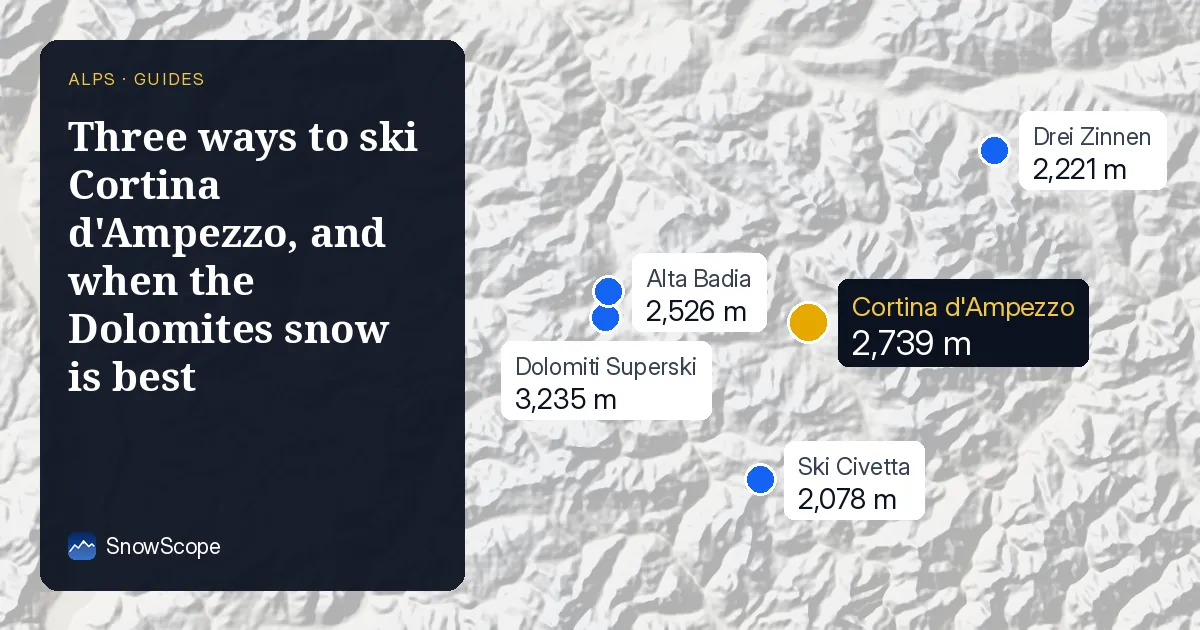 ALPS · GUIDES
Three ways to ski
Cortina
d'Ampezzo, and
when the
Dolomites snow
is best
SnowScope
Drei Zinnen
2,221 m
Alta Badia
2,526 m
Cortina d'Ampezzo
2,739 m
Dolomiti Superski
3,235 m
Ski Civetta
2,078 m